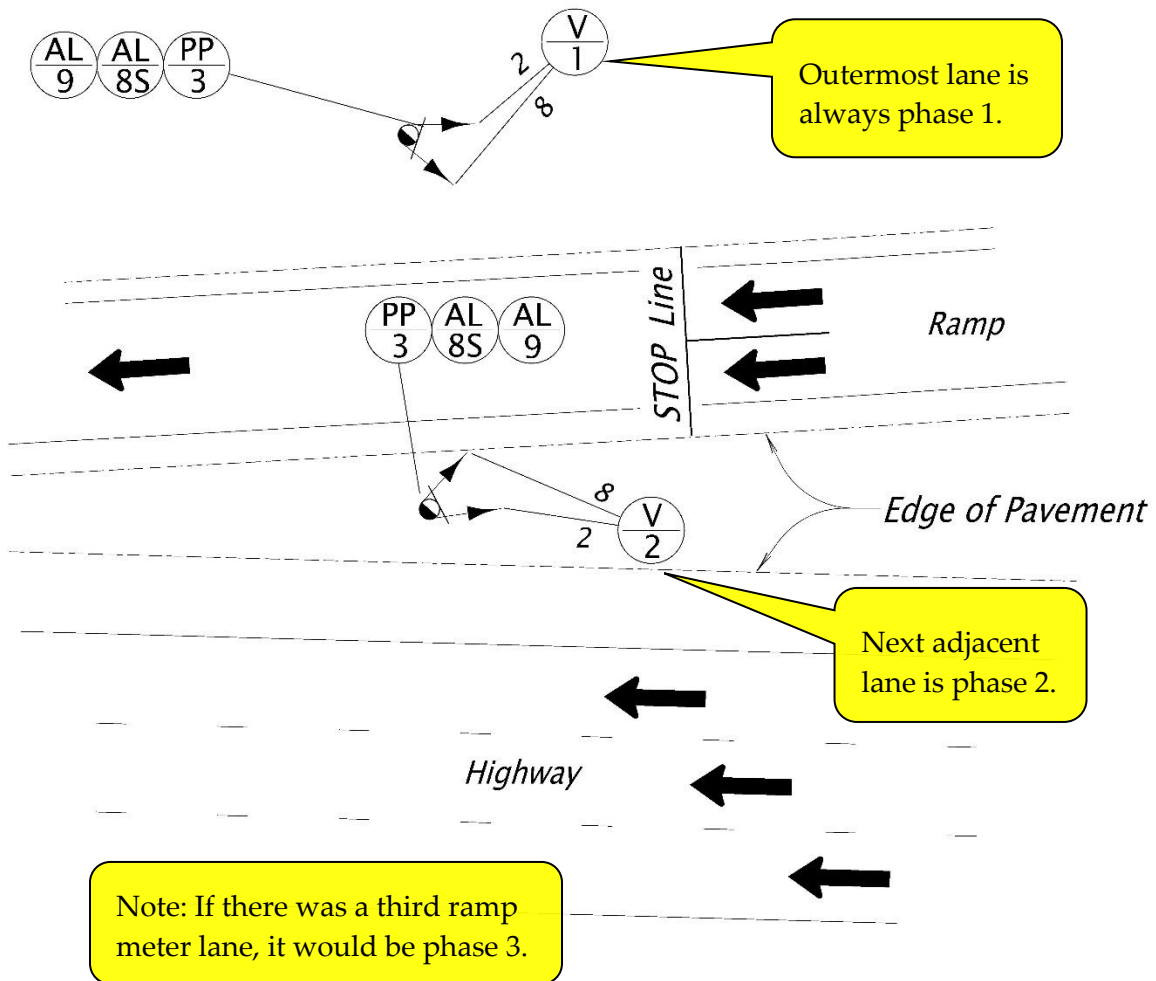 AL
9
AL
8S
PP
3
2
8
V
1
Outermost lane is
always phase 1.
STOP Line
Ramp
PP
3
AL
8S
AL
9
8
2
V
2
Edge of Pavement
Next adjacent
lane is phase 2.
Highway
Note: If there was a third ramp
meter lane, it would be phase 3.